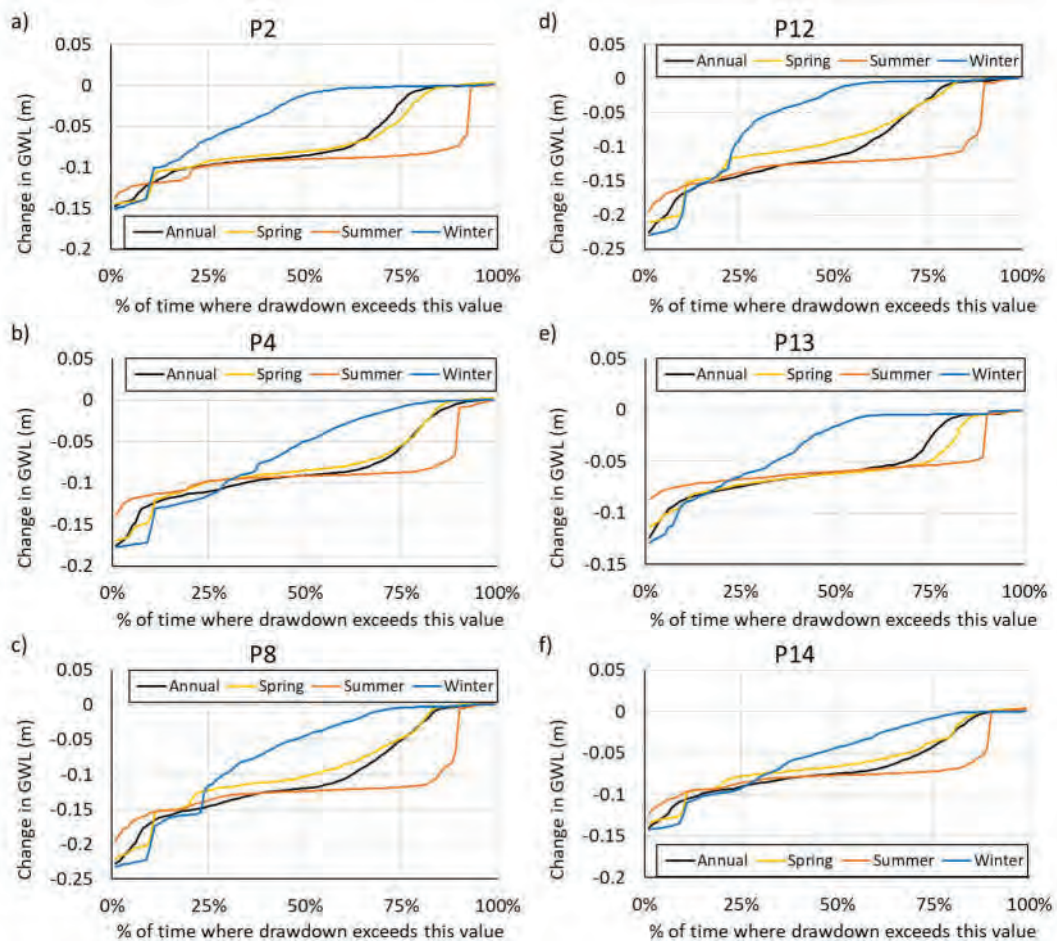 a)
P2
0.05
0
-0.05
-0.1
-0.15
-0.2
Change in GWL (m)
Annual Spring Summer Winter
0% 25% 50% 75% 100%
% of time where drawdown exceeds this value
d)
P12
0.05
0
-0.05
-0.1
-0.15
-0.2
-0.25
Change in GWL (m)
Annual Spring Summer Winter
0% 25% 50% 75% 100%
% of time where drawdown exceeds this value
b)
P4
0.05
0
-0.05
-0.1
-0.15
-0.2
Change in GWL (m)
Annual Spring Summer Winter
0% 25% 50% 75% 100%
% of time where drawdown exceeds this value
e)
P13
0.05
0
-0.05
-0.1
-0.15
Change in GWL (m)
Annual Spring Summer Winter
0% 25% 50% 75% 100%
% of time where drawdown exceeds this value
c)
P8
0.05
0
-0.05
-0.1
-0.15
-0.2
-0.25
Change in GWL (m)
Annual Spring Summer Winter
0% 25% 50% 75% 100%
% of time where drawdown exceeds this value
f)
P14
0.05
0
-0.05
-0.1
-0.15
-0.2
Change in GWL (m)
Annual Spring Summer Winter
0% 25% 50% 75% 100%
% of time where drawdown exceeds this value